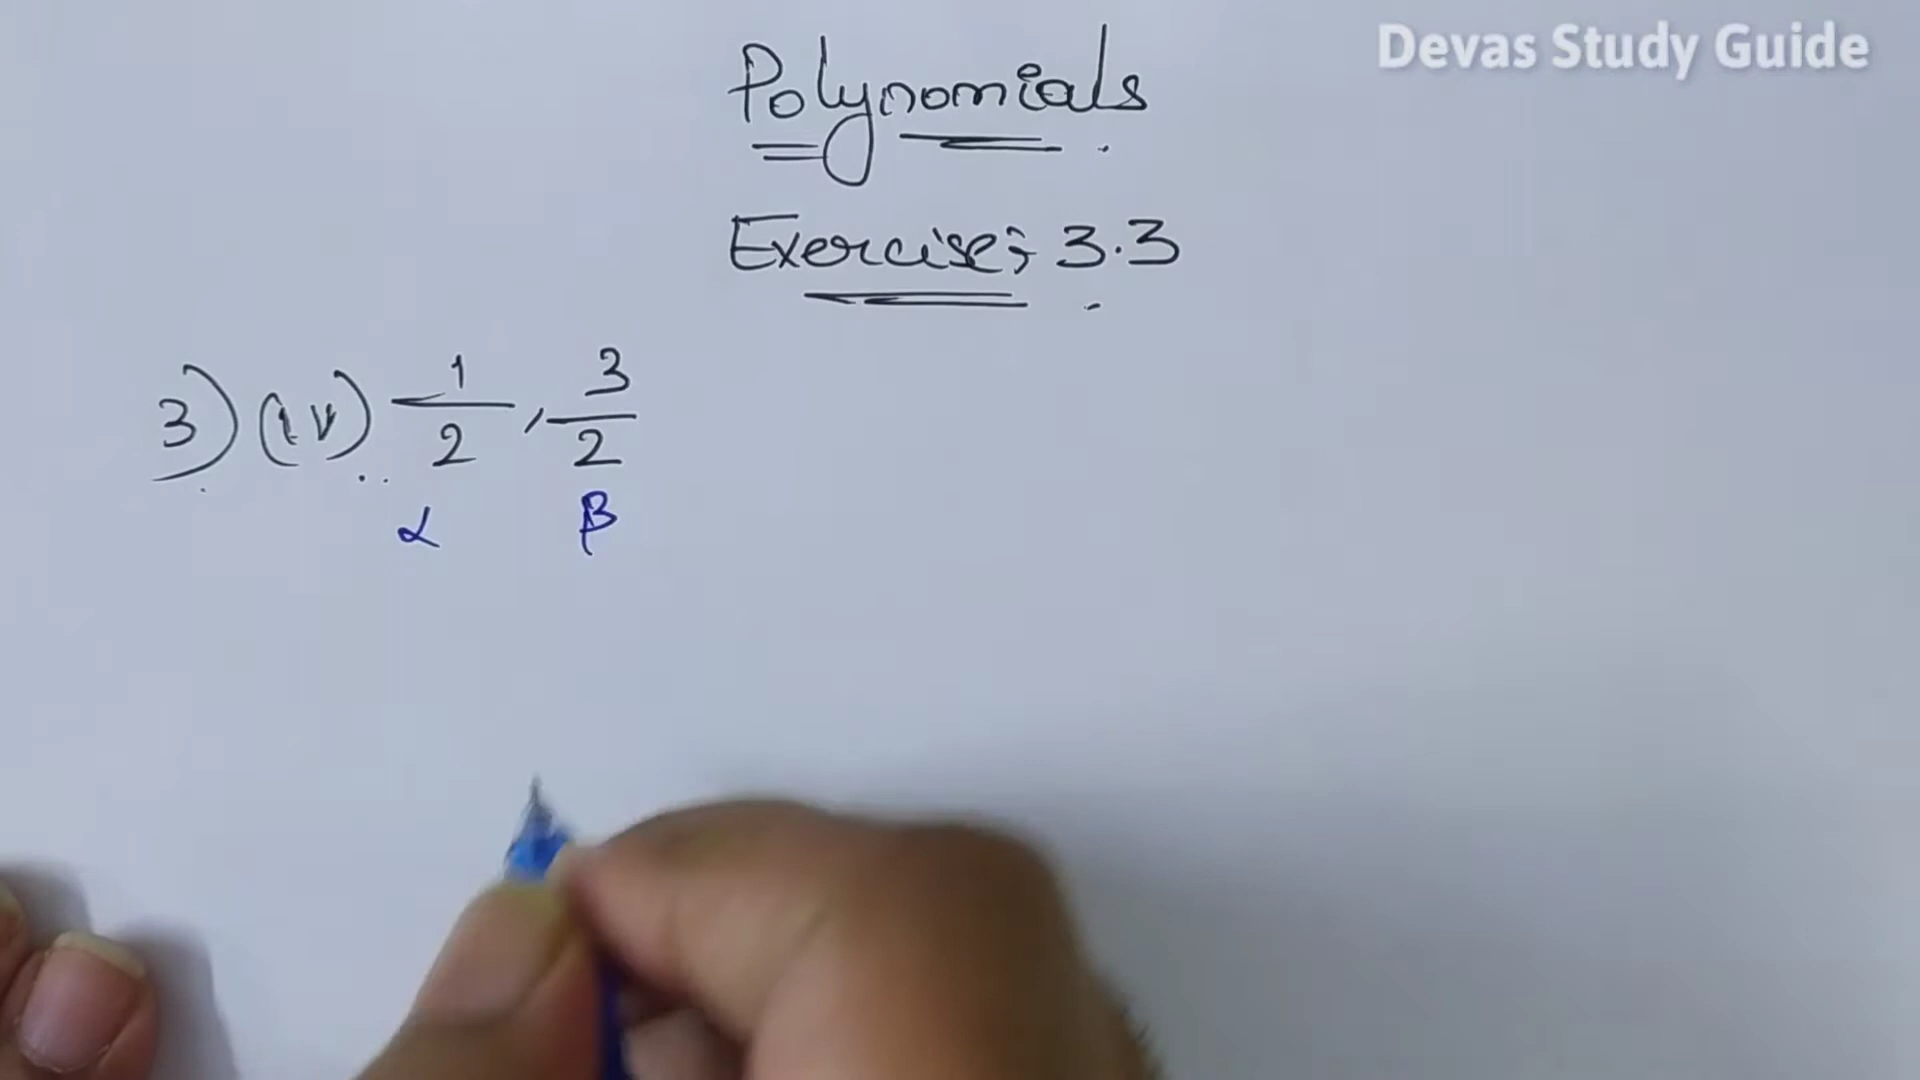 Devas Study Guide
Polynomials
Exercise; 3.3
3) (iv) 1/2, 3/2
α β